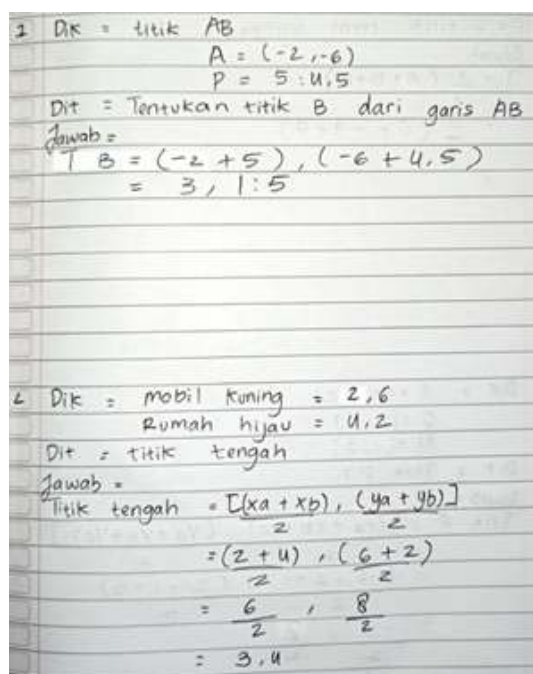 1 Dik = titik AB
A = (-2,-6)
P = 5 : 4,5
Dit = Tentukan titik B dari garis AB
Jawab =
T B = (-2 + 5) , (-6 + 4,5)
= 3 , 1:5
2 Dik = mobil kuning = 2,6
Rumah hijau = 4,2
Dit = titik tengah
Jawab =
Titik tengah = [(xa + xb) , (ya + yb)]
2 2
= (2 + 4) , (6 + 2)
2 2
= 6 , 8
2 2
= 3,4